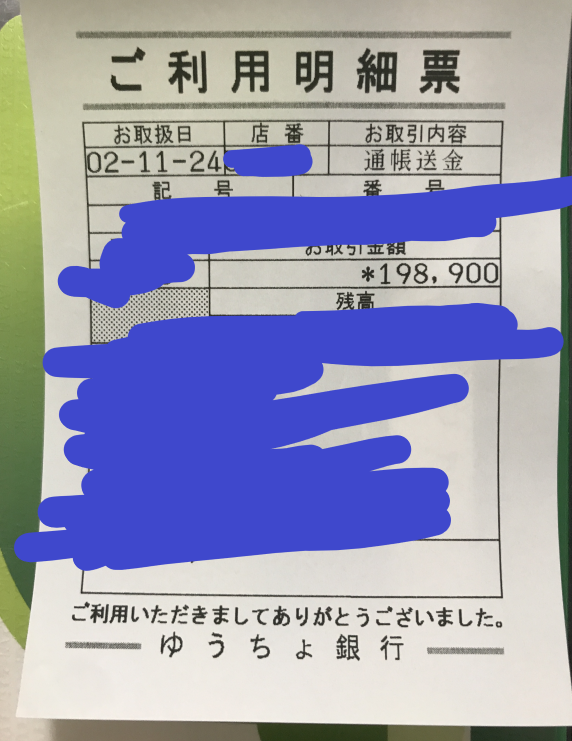 ご利用明細票
お取扱日 店番 お取引内容
02-11-24 通帳送金
記号 番号
お取引金額
*198,900
残高
ご利用いただきましてありがとうございました。
ゆうちょ銀行